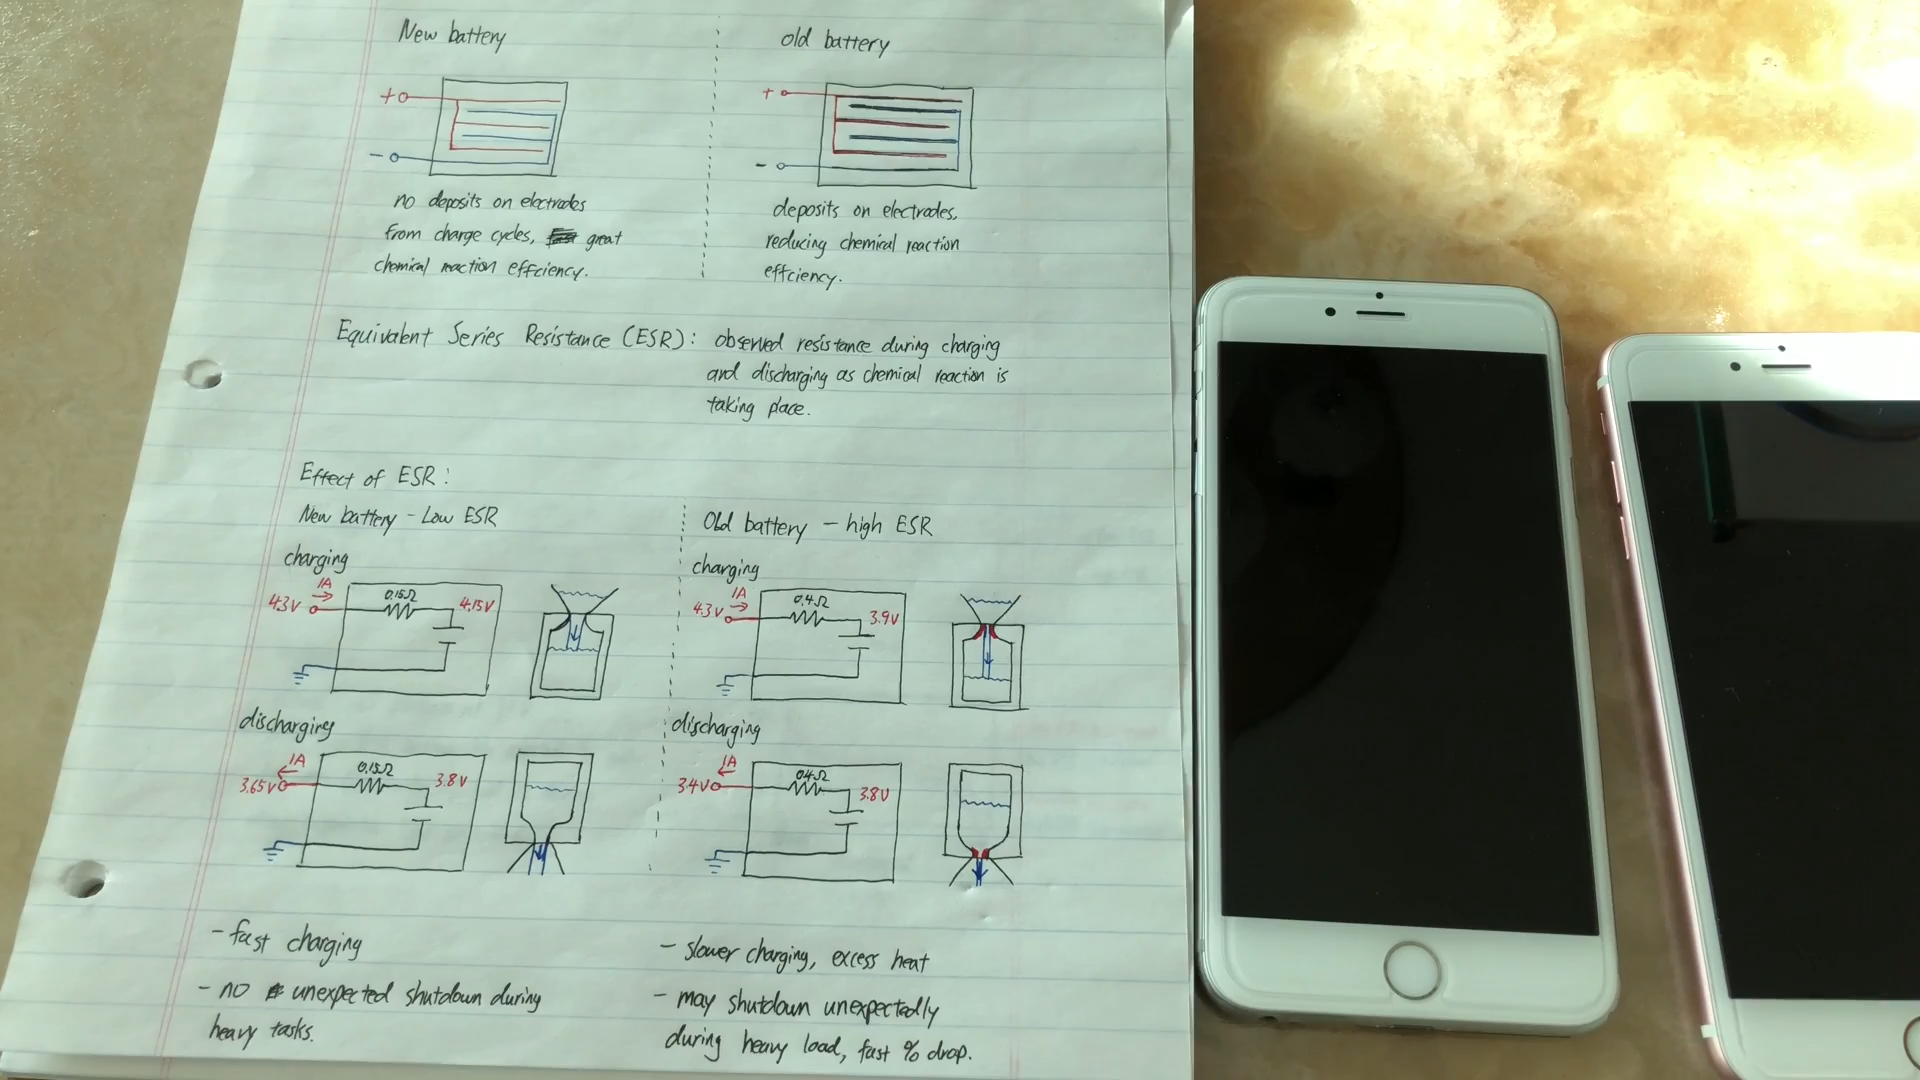 New battery
old battery
+
-
+
-
no deposits on electrodes
from charge cycles, great
chemical reaction effciency.
deposits on electrodes,
reducing chemical reaction
effciency.
Equivalent Series Resistance (ESR): observed resistance during charging
and discharging as chemical reaction is
taking place.
Effect of ESR:
New battery - Low ESR
Old battery - high ESR
charging
1A
4.3V
0.15Ω
4.15V
charging
1A
4.3V
0.4Ω
3.9V
discharging
1A
3.65V
0.15Ω
3.8V
discharging
1A
3.4V
0.4Ω
3.8V
- fast charging
- no unexpected shutdown during
heavy tasks.
- slower charging, excess heat
- may shutdown unexpectedly
during heavy load, fast % drop.